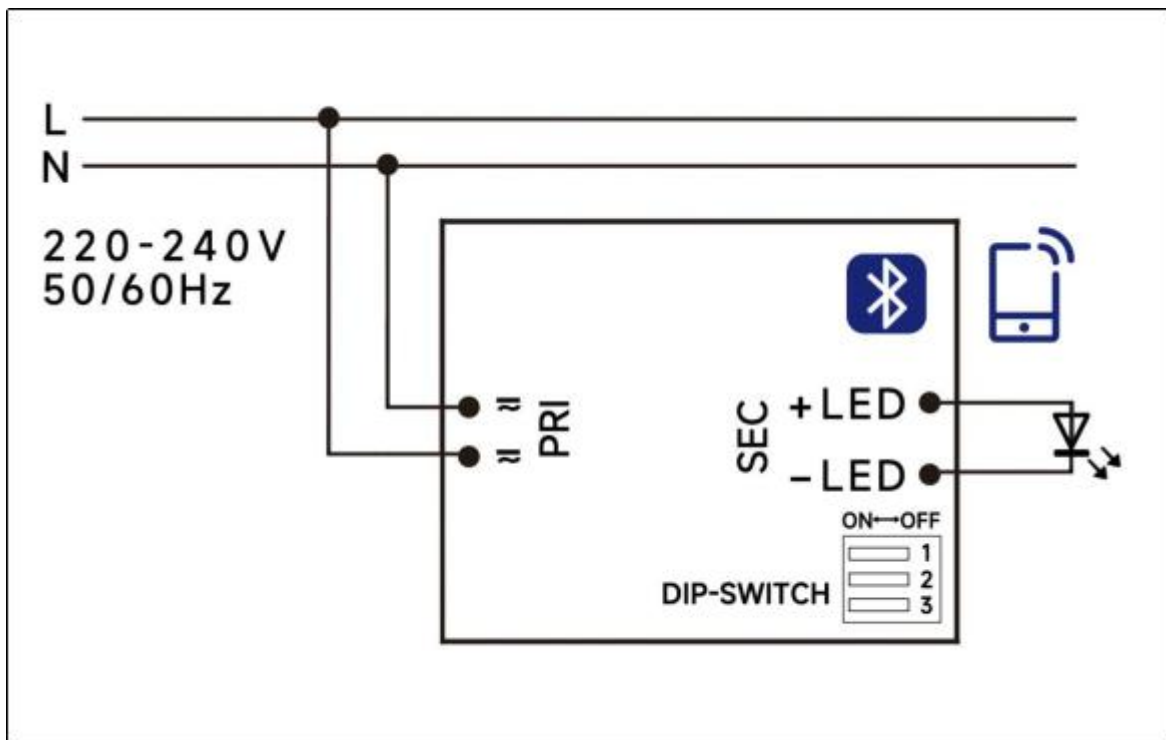 L
N
220-240V
50/60Hz
PRI
SEC
+LED
-LED
ON↔OFF
1
2
3
DIP-SWITCH